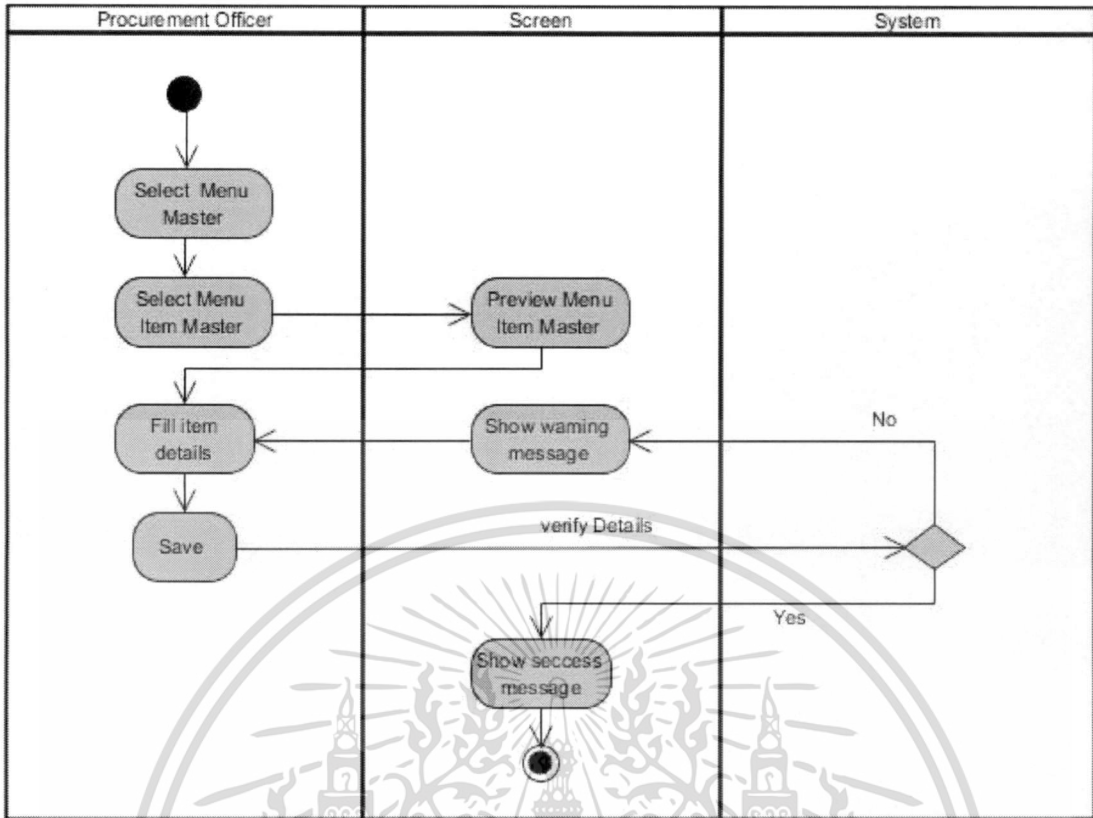 Procurement Officer
Screen
System
Select Menu
Master
Select Menu
Item Master
Preview Menu
Item Master
Fill item
details
Show warning
message
No
Save
verify Details
Yes
Show seccess
message